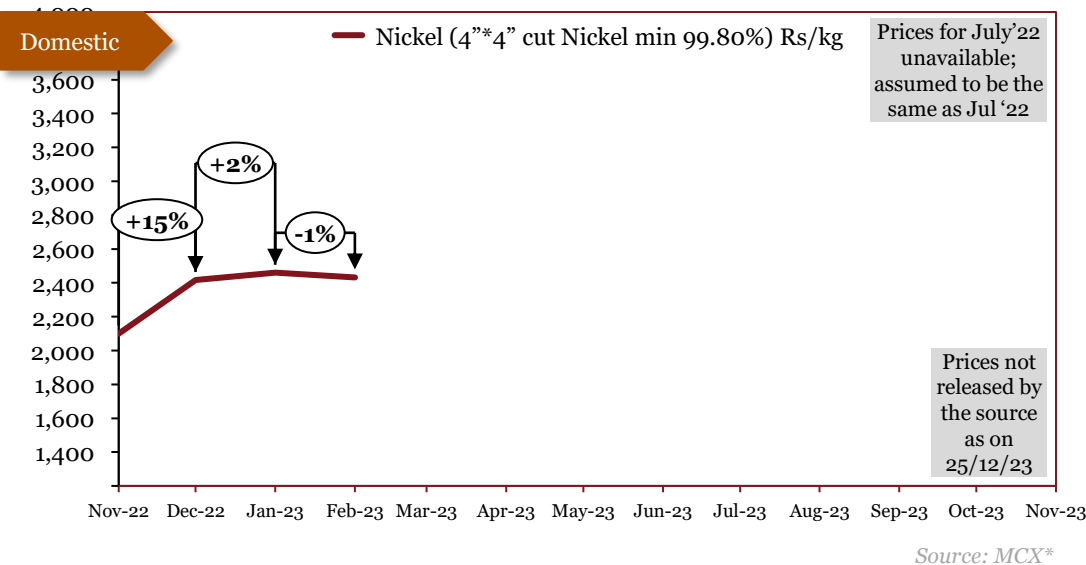 4,000
Domestic
Nickel (4”*4” cut Nickel min 99.80%) Rs/kg
Prices for July’22
unavailable;
assumed to be the
same as Jul ‘22
3,600
3,400
3,200
3,000
2,800
2,600
2,400
2,200
2,000
1,800
1,600
1,400
+15%
+2%
-1%
Prices not
released by
the source
as on
25/12/23
Nov-22 Dec-22 Jan-23 Feb-23 Mar-23 Apr-23 May-23 Jun-23 Jul-23 Aug-23 Sep-23 Oct-23 Nov-23
Source: MCX*